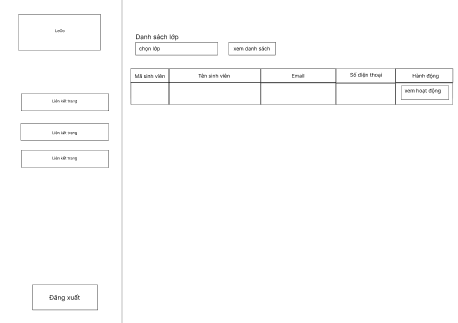 LoGo
Liên kết trang
Liên kết trang
Liên kết trang
Đăng xuất
Danh sách lớp
chọn lớp
xem danh sách
Mã sinh viên
Tên sinh viên
Email
Số điện thoại
Hành động
xem hoạt động